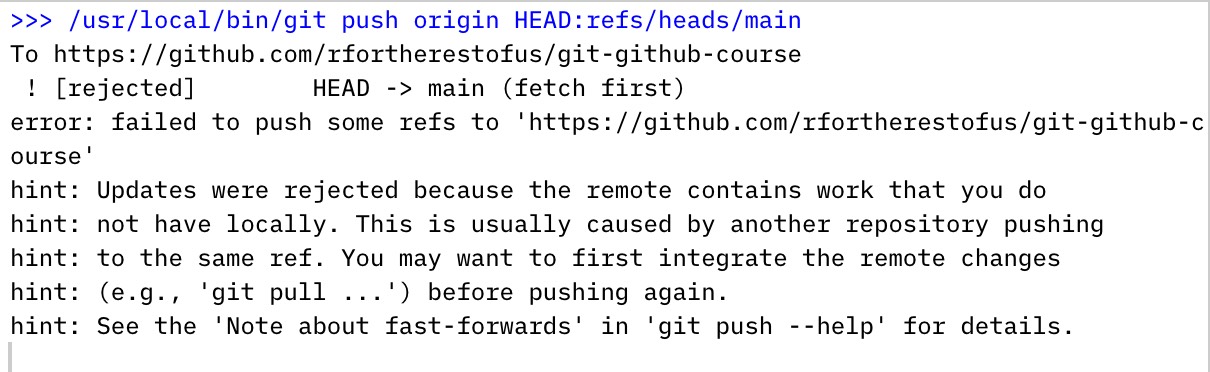 >>> /usr/local/bin/git push origin HEAD:refs/heads/main
To https://github.com/rfortherestofus/git-github-course
 ! [rejected]        HEAD -> main (fetch first)
error: failed to push some refs to 'https://github.com/rfortherestofus/git-github-c
ourse'
hint: Updates were rejected because the remote contains work that you do
hint: not have locally. This is usually caused by another repository pushing
hint: to the same ref. You may want to first integrate the remote changes
hint: (e.g., 'git pull ...') before pushing again.
hint: See the 'Note about fast-forwards' in 'git push --help' for details.